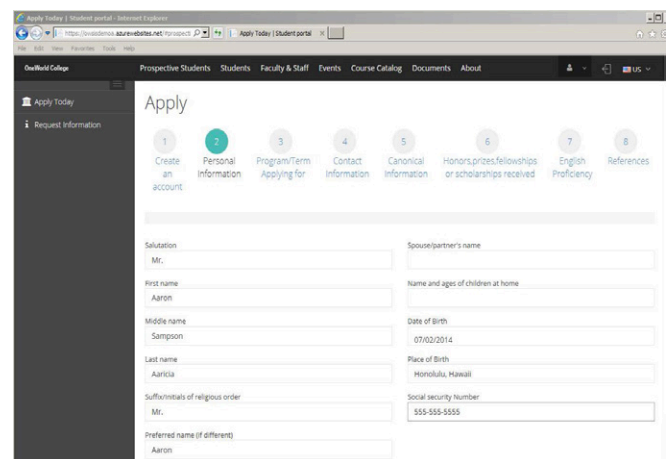 Apply Today | Student portal - Internet Explorer
Apply Today | Student portal
File Edit View Favorites Tools Help
OneWorld College
Prospective Students Students Faculty & Staff Events Course Catalog Documents About
US
Apply Today
Request Information
Apply
1 2 3 4 5 6 7 8
Create an account
Personal Information
Program/Term Applying for
Contact Information
Canonical Information
Honors,prizes,fellowships or scholarships received
English Proficiency
References
Salutation
Mr.
First name
Aaron
Middle name
Sampson
Last name
Aaricia
Suffix/Initials of religious order
Mr.
Preferred name (if different)
Aaron
Spouse/partner's name
Name and ages of children at home
Date of Birth
07/02/2014
Place of Birth
Honolulu, Hawaii
Social security Number
555-555-5555